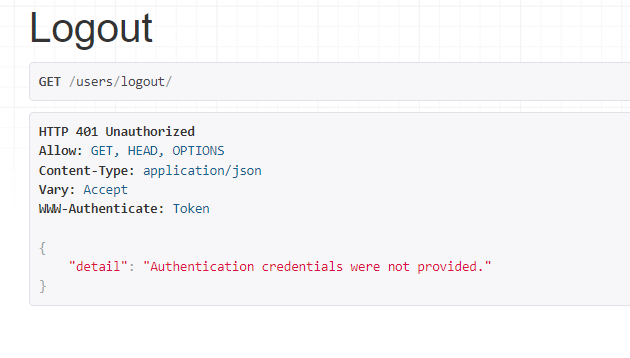 Logout
GET /users/logout/
HTTP 401 Unauthorized
Allow: GET, HEAD, OPTIONS
Content-Type: application/json
Vary: Accept
WWW-Authenticate: Token
{
    "detail": "Authentication credentials were not provided."
}